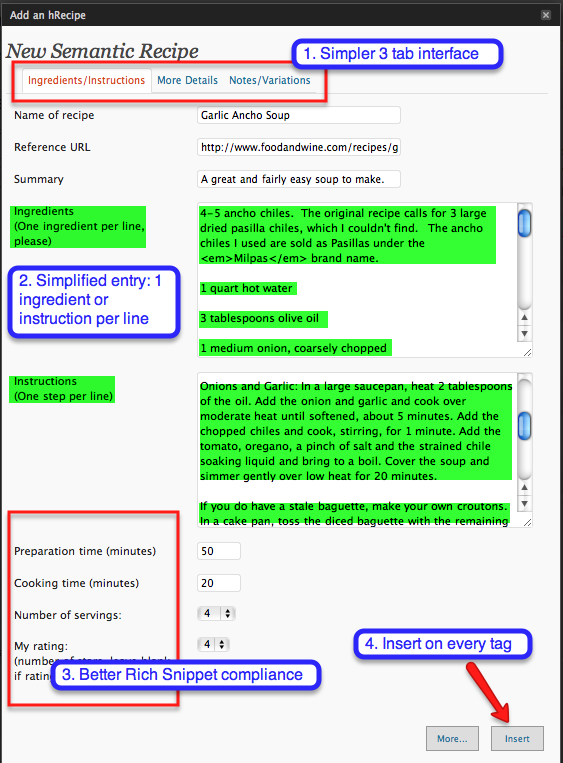 Add an hRecipe
New Semantic Recipe
1. Simpler 3 tab interface
Ingredients/Instructions More Details Notes/Variations
Name of recipe
Garlic Ancho Soup
Reference URL
http://www.foodandwine.com/recipes/g
Summary
A great and fairly easy soup to make.
Ingredients
(One ingredient per line,
please)
4-5 ancho chiles. The original recipe calls for 3 large
dried pasilla chiles, which I couldn't find. The ancho
chiles I used are sold as Pasillas under the
<em>Milpas</em> brand name.
1 quart hot water
3 tablespoons olive oil
1 medium onion, coarsely chopped
2. Simplified entry: 1
ingredient or
instruction per line
Instructions
(One step per line)
Onions and Garlic: In a large saucepan, heat 2 tablespoons
of the oil. Add the onion and garlic and cook over
moderate heat until softened, about 5 minutes. Add the
chopped chiles and cook, stirring, for 1 minute. Add the
tomato, oregano, a pinch of salt and the strained chile
soaking liquid and bring to a boil. Cover the soup and
simmer gently over low heat for 20 minutes.
If you do have a stale baguette, make your own croutons.
In a cake pan, toss the diced baguette with the remaining
Preparation time (minutes)
50
Cooking time (minutes)
20
Number of servings:
4
My rating:
4
(number of
if
3. Better Rich Snippet compliance
4. Insert on every tag
More...
Insert